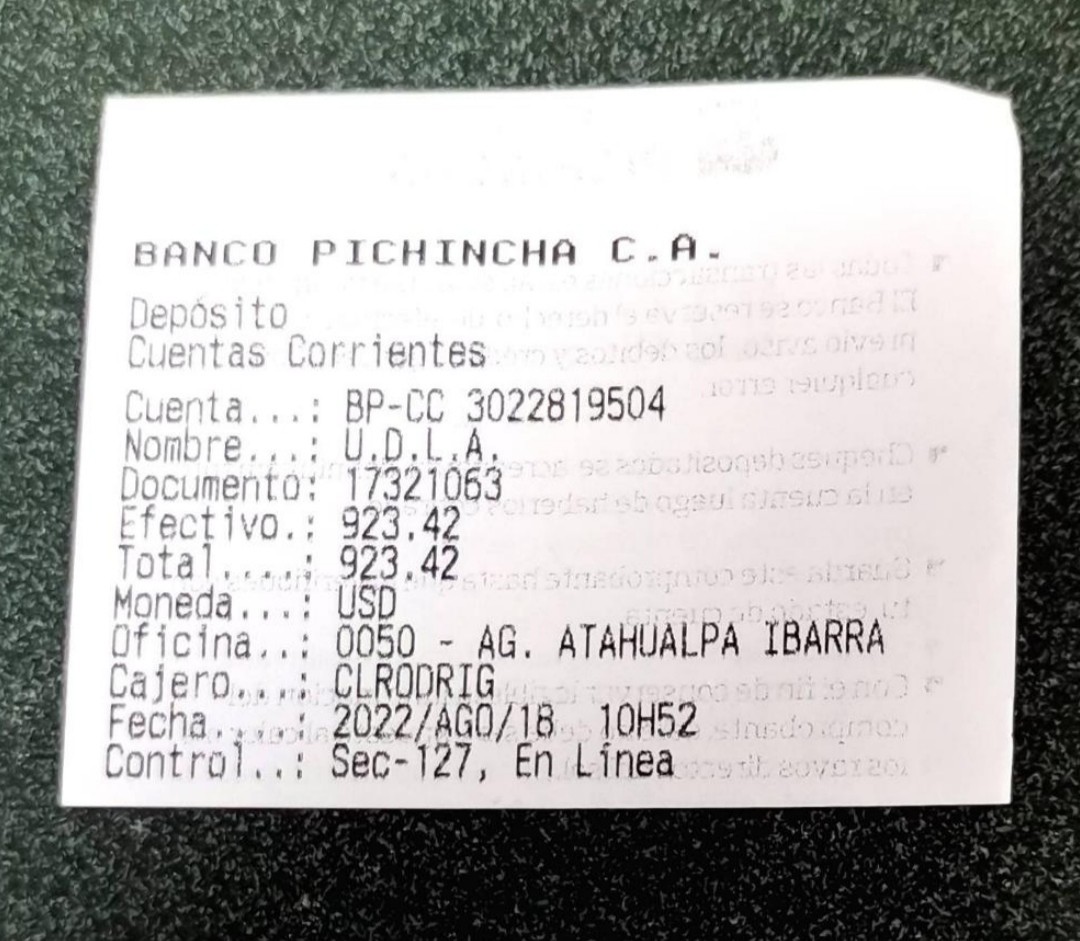 BANCO PICHINCHA C.A.
Depósito
Cuentas Corrientes
Cuenta...: BP-CC 3022819504
Nombre...: U.D.L.A.
Documento: 17321063
Efectivo.: 923.42
Total....: 923.42
Moneda...: USD
Oficina..: 0050 - AG. ATAHUALPA IBARRA
Cajero...: CLRODRIG
Fecha....: 2022/AGO/18 10H52
Control..: Sec-127, En Línea